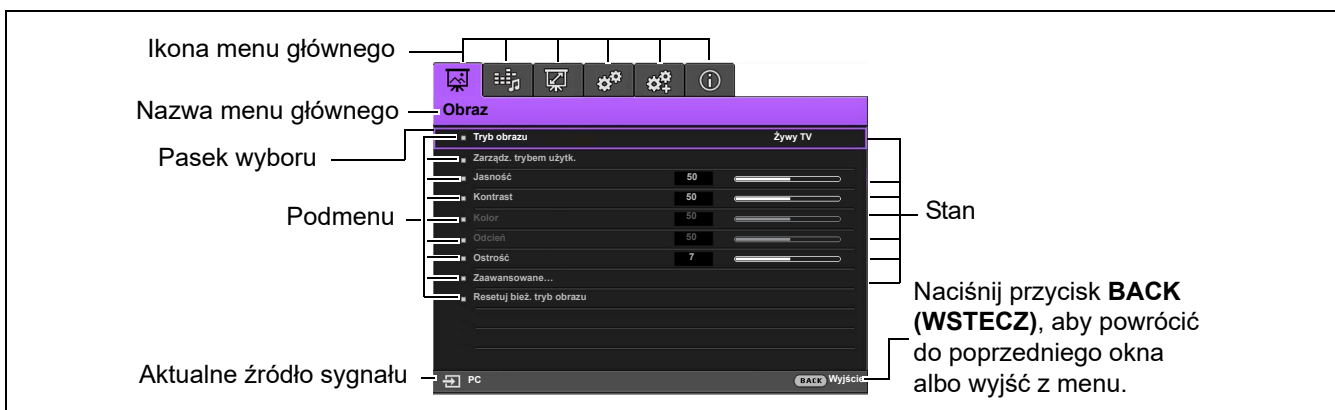 Ikona menu głównego
Nazwa menu głównego
Obraz
Pasek wyboru
Tryb obrazu Żywy TV
Zarządz. trybem użytk.
Jasność 50
Kontrast 50
Podmenu
Kolor 50
Stan
Odcień 50
Ostrość 7
Zaawansowane...
Resetuj bież. tryb obrazu
Naciśnij przycisk BACK
(WSTECZ), aby powrócić
do poprzedniego okna
albo wyjść z menu.
Aktualne źródło sygnału
PC
BACK Wyjście